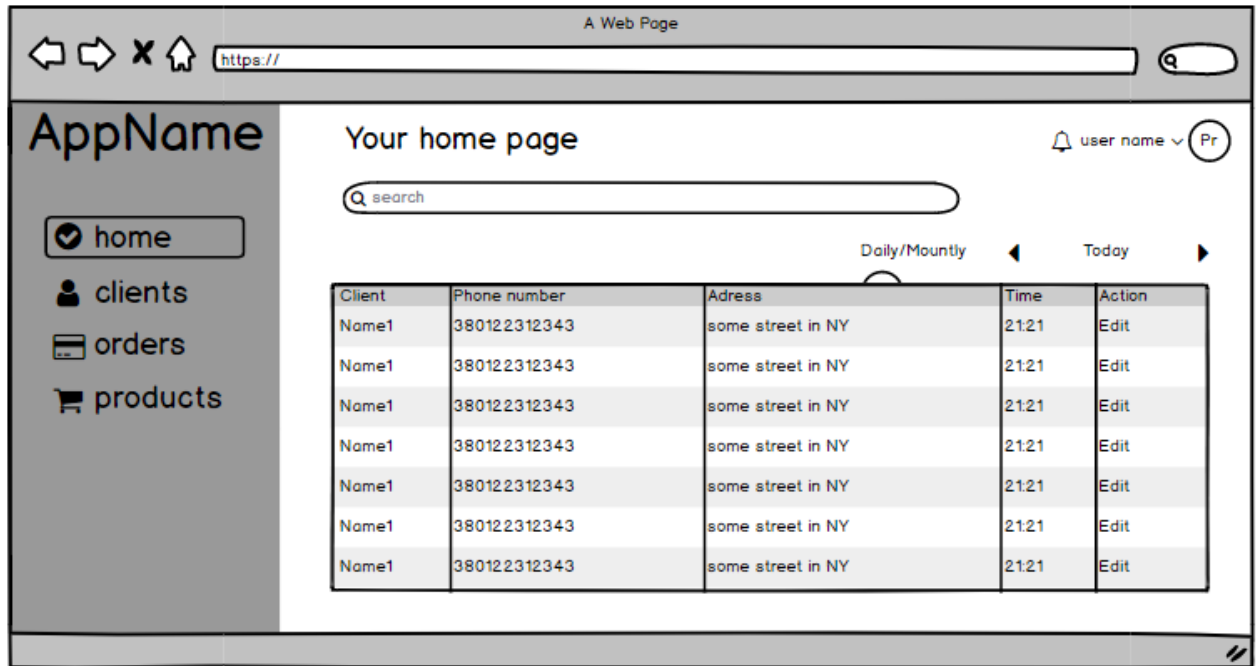 A Web Page
https://
AppName
home
clients
orders
products
Your home page
user name Pr
search
Daily/Mountly Today
Client Phone number Adress Time Action
Name1 380122312343 some street in NY 21:21 Edit
Name1 380122312343 some street in NY 21:21 Edit
Name1 380122312343 some street in NY 21:21 Edit
Name1 380122312343 some street in NY 21:21 Edit
Name1 380122312343 some street in NY 21:21 Edit
Name1 380122312343 some street in NY 21:21 Edit
Name1 380122312343 some street in NY 21:21 Edit